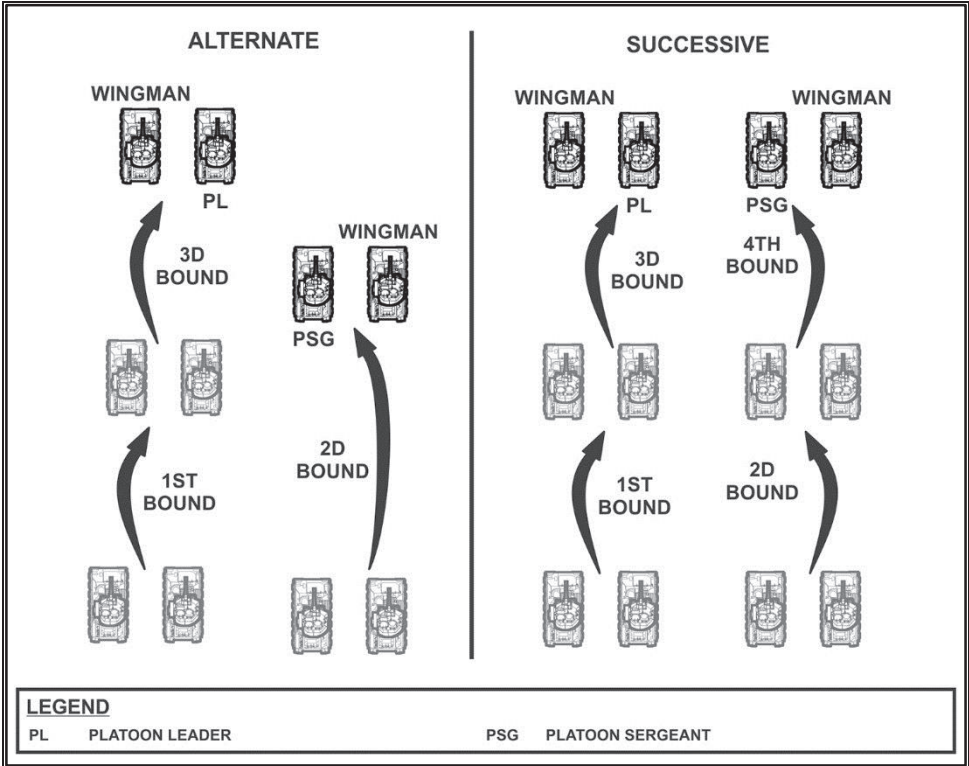 ALTERNATE
WINGMAN
PL
3D
BOUND
WINGMAN
PSG
1ST
BOUND
2D
BOUND
SUCCESSIVE
WINGMAN
WINGMAN
PL
PSG
3D
BOUND
4TH
BOUND
1ST
BOUND
2D
BOUND
LEGEND
PL PLATOON LEADER
PSG PLATOON SERGEANT